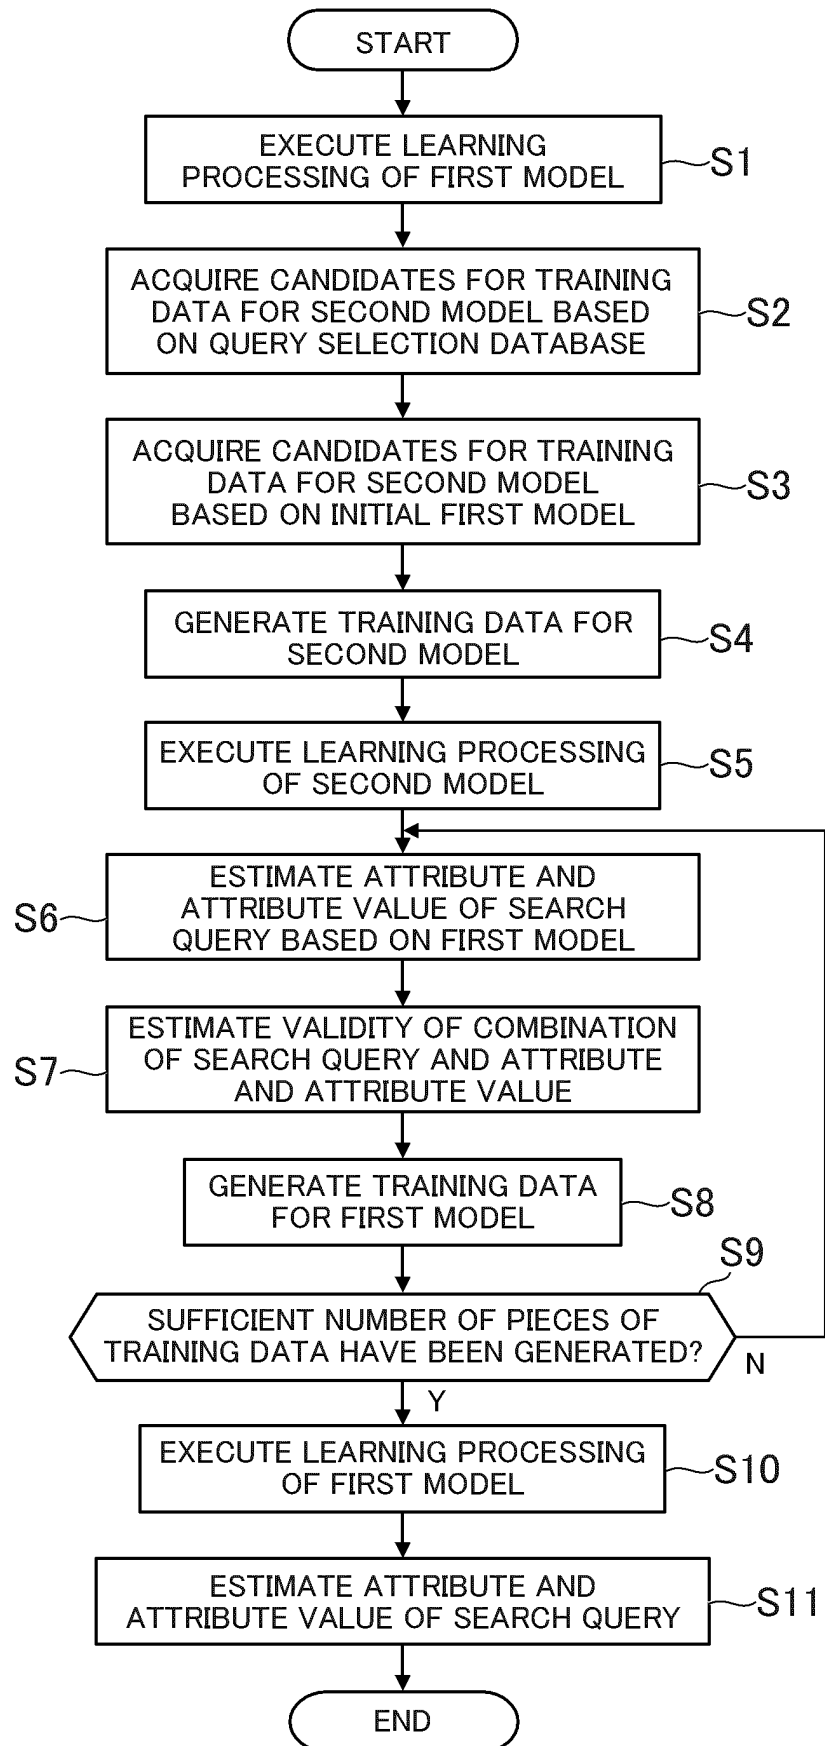 START
EXECUTE LEARNING
PROCESSING OF FIRST MODEL
S1
ACQUIRE CANDIDATES FOR TRAINING
DATA FOR SECOND MODEL BASED
ON QUERY SELECTION DATABASE
S2
ACQUIRE CANDIDATES FOR TRAINING
DATA FOR SECOND MODEL
BASED ON INITIAL FIRST MODEL
S3
GENERATE TRAINING DATA FOR
SECOND MODEL
S4
EXECUTE LEARNING PROCESSING
OF SECOND MODEL
S5
ESTIMATE ATTRIBUTE AND
ATTRIBUTE VALUE OF SEARCH
QUERY BASED ON FIRST MODEL
S6
ESTIMATE VALIDITY OF COMBINATION
OF SEARCH QUERY AND ATTRIBUTE
AND ATTRIBUTE VALUE
S7
GENERATE TRAINING DATA
FOR FIRST MODEL
S8
S9
SUFFICIENT NUMBER OF PIECES OF
TRAINING DATA HAVE BEEN GENERATED?
N
Y
EXECUTE LEARNING PROCESSING
OF FIRST MODEL
S10
ESTIMATE ATTRIBUTE AND
ATTRIBUTE VALUE OF SEARCH QUERY
S11
END